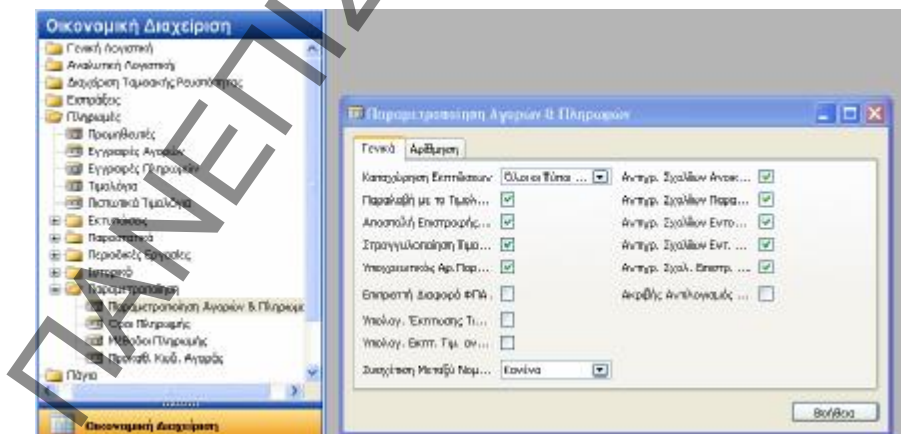 Οικονομική Διαχείριση
Γενική Λογιστική
Αναλυτική Λογιστική
Διαχείριση Ταμειακής Ρευστότητας
Εισπράξεις
Πληρωμές
Προμηθευτές
Εγγραφές Αγορών
Εγγραφές Πληρωμών
Τιμολόγια
Πιστωτικά Τιμολόγια
Εκτυπώσεις
Παραστατικά
Περιοδικές Εργασίες
Ιστορικό
Παραμετροποίηση
Παραμετροποίηση Αγορών & Πληρωμών
Όροι Πληρωμής
Μέθοδοι Πληρωμής
Προκαθ. Κωδ. Αγοράς
Πάγια
Οικονομική Διαχείριση
Παραμετροποίηση Αγορών & Πληρωμών
Γενικά Αρίθμηση
Καταχώρηση Εκπτώσεων Όλοι οι Τύποι ...
Παραλαβή με το Τιμολ...
Αποστολή Επιστροφής...
Στρογγυλοποίηση Τιμο...
Υποχρεωτικός Αρ. Παρ...
Επιτρεπτή Διαφορά ΦΠΑ
Υπολογ. Έκπτωσης Τι...
Υπολογ. Εκπτ. Τιμ. αν...
Συσχέτιση Μεταξύ Νομ... Κανένα
Αντιγρ. Σχολίων Ανοικ...
Αντιγρ. Σχολίων Παρα...
Αντιγρ. Σχολίων Εντο...
Αντιγρ. Σχολίων Εντ. ...
Αντιγρ. Σχολ. Επιστρ. ...
Ακριβής Αντιλογισμός ...
Βοήθεια